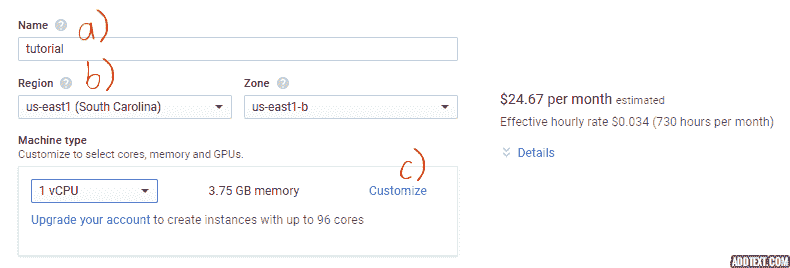 Name a)
tutorial
Region b) Zone
us-east1 (South Carolina) us-east1-b
$24.67 per month estimated
Effective hourly rate $0.034 (730 hours per month)
Details
Machine type
Customize to select cores, memory and GPUs.
c)
1 vCPU 3.75 GB memory Customize
Upgrade your account to create instances with up to 96 cores
ADDTEXT.COM